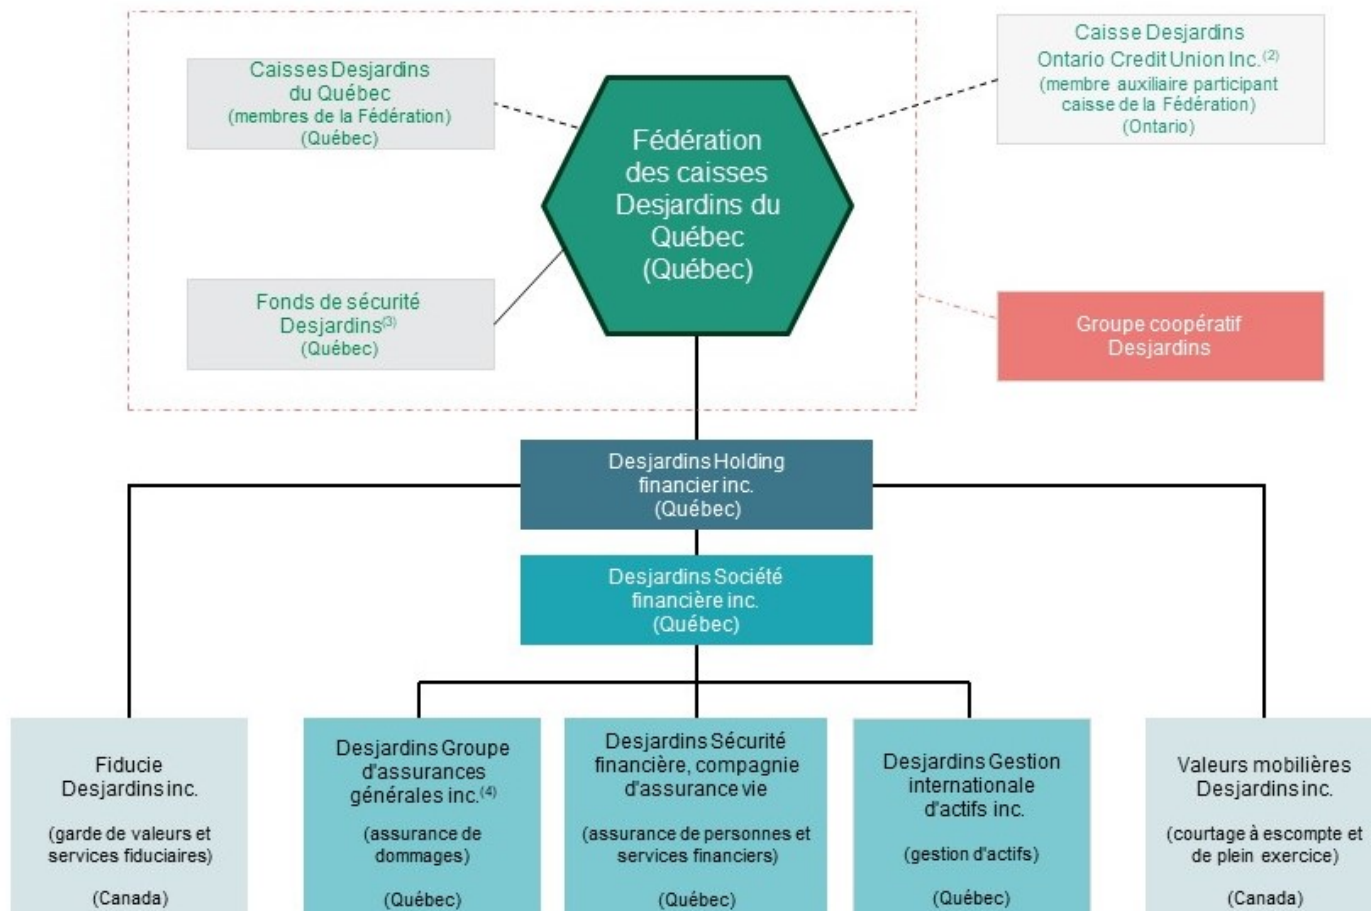 Caisses Desjardins
du Québec
(membres de la Fédération)
(Québec)
Fédération
des caisses
Desjardins du
Québec
(Québec)
Caisse Desjardins
Ontario Credit Union Inc.(2)
(membre auxiliaire participant
caisse de la Fédération)
(Ontario)
Fonds de sécurité
Desjardins(3)
(Québec)
Groupe coopératif
Desjardins
Desjardins Holding
financier inc.
(Québec)
Desjardins Société
financière inc.
(Québec)
Fiducie
Desjardins inc.
(garde de valeurs et
services fiduciaires)
(Canada)
Desjardins Groupe
d'assurances
générales inc.(4)
(assurance de
dommages)
(Québec)
Desjardins Sécurité
financière, compagnie
d'assurance vie
(assurance de personnes et
services financiers)
(Québec)
Desjardins Gestion
internationale
d'actifs inc.
(gestion d'actifs)
(Québec)
Valeurs mobilières
Desjardins inc.
(courtage à escompte et
de plein exercice)
(Canada)